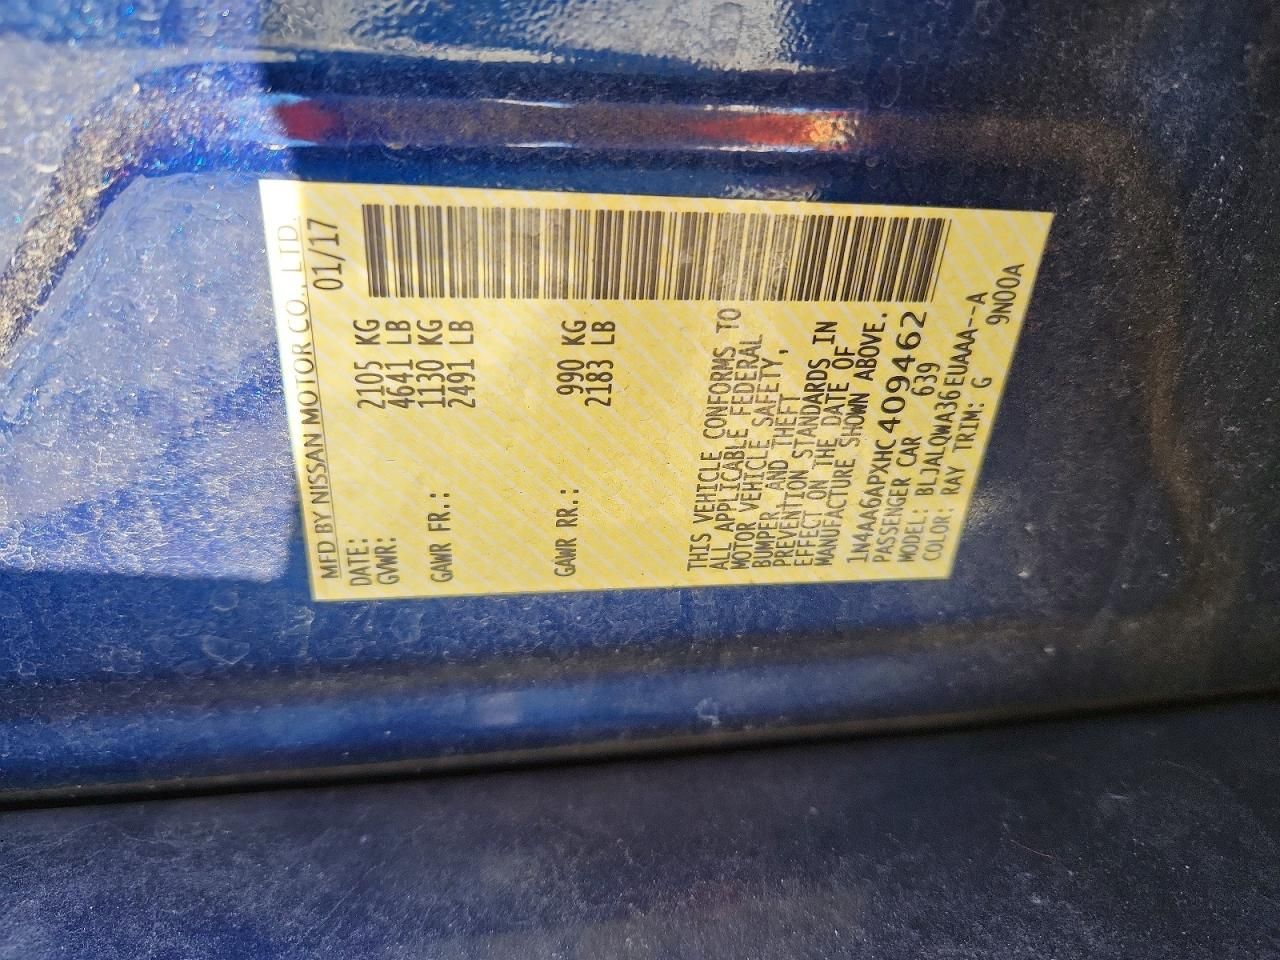 MFD BY NISSAN MOTOR CO., LTD.
DATE: 01/17
GVWR: 2105 KG
4641 LB
GAWR FR.: 1130 KG
2491 LB
GAWR RR.: 990 KG
2183 LB
THIS VEHICLE CONFORMS TO
ALL APPLICABLE FEDERAL
MOTOR VEHICLE SAFETY,
BUMPER, AND THEFT
PREVENTION STANDARDS IN
EFFECT ON THE DATE OF
MANUFACTURE SHOWN ABOVE.
1N4AA6APXHC409462
PASSENGER CAR 639
MODEL: BLJALQWA36EUAAA--A
COLOR: RAY TRIM: G 9N00A